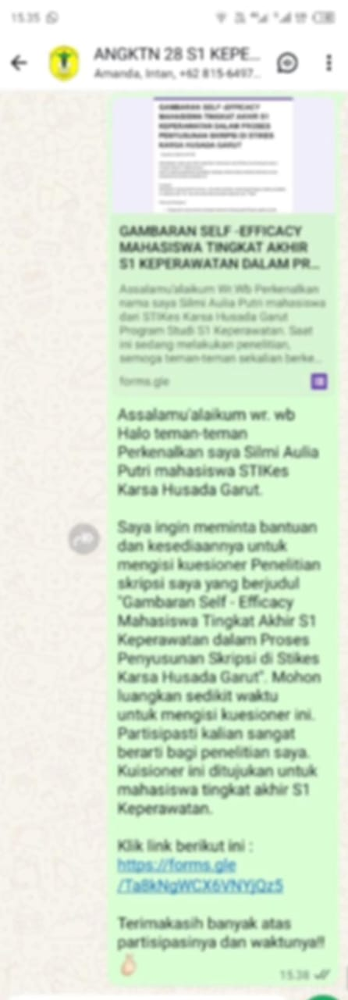 15.35
ANGKTN 28 S1 KEPE...
Amanda, Intan, +62 815-6497...
GAMBARAN SELF -EFFICACY
MAHASISWA TINGKAT AKHIR S1
KEPERAWATAN DALAM PROSES
PENYUSUNAN SKRIPSI DI STIKES
KARSA HUSADA GARUT
GAMBARAN SELF -EFFICACY
MAHASISWA TINGKAT AKHIR
S1 KEPERAWATAN DALAM PR...
Assalamu'alaikum Wr.Wb Perkenalkan
nama saya Silmi Aulia Putri mahasiswa
dari STIKes Karsa Husada Garut
Program Studi S1 Keperawatan. Saat
ini sedang melakukan penelitian,
semoga teman-teman sekalian berke...
forms.gle
Assalamu'alaikum wr. wb
Halo teman-teman
Perkenalkan saya Silmi Aulia
Putri mahasiswa STIKes
Karsa Husada Garut.
Saya ingin meminta bantuan
dan kesediaannya untuk
mengisi kuesioner Penelitian
skripsi saya yang berjudul
"Gambaran Self - Efficacy
Mahasiswa Tingkat Akhir S1
Keperawatan dalam Proses
Penyusunan Skripsi di Stikes
Karsa Husada Garut". Mohon
luangkan sedikit waktu
untuk mengisi kuesioner ini.
Partisipasti kalian sangat
berarti bagi penelitian saya.
Kuisioner ini ditujukan untuk
mahasiswa tingkat akhir S1
Keperawatan.
Klik link berikut ini :
https://forms.gle
/Ta8kNgWCX6VNYjQz5
Terimakasih banyak atas
partisipasinya dan waktunya!!
15.38